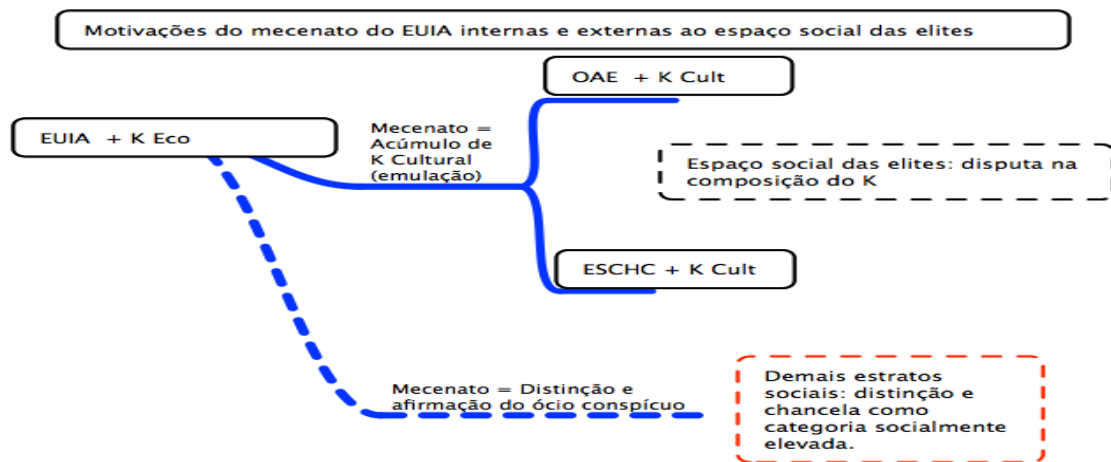 Motivações do mecenato do EUIA internas e externas ao espaço social das elites
OAE + K Cult
EUIA + K Eco
Mecenato =
Acúmulo de
K Cultural
(emulação)
Espaço social das elites: disputa na
composição do K
ESCHC + K Cult
Mecenato = Distinção e
afirmação do ócio conspícuo
Demais estratos
sociais: distinção e
chancela como
categoria socialmente
elevada.